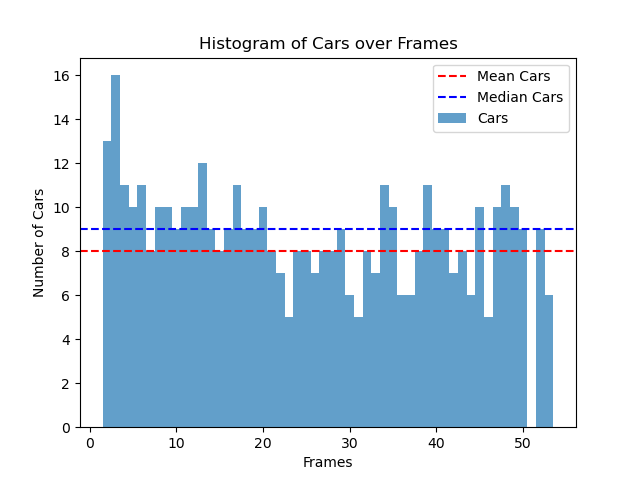 Histogram of Cars over Frames
Mean Cars
Median Cars
Cars
Number of Cars
16
14
12
10
8
6
4
2
0
0 10 20 30 40 50
Frames